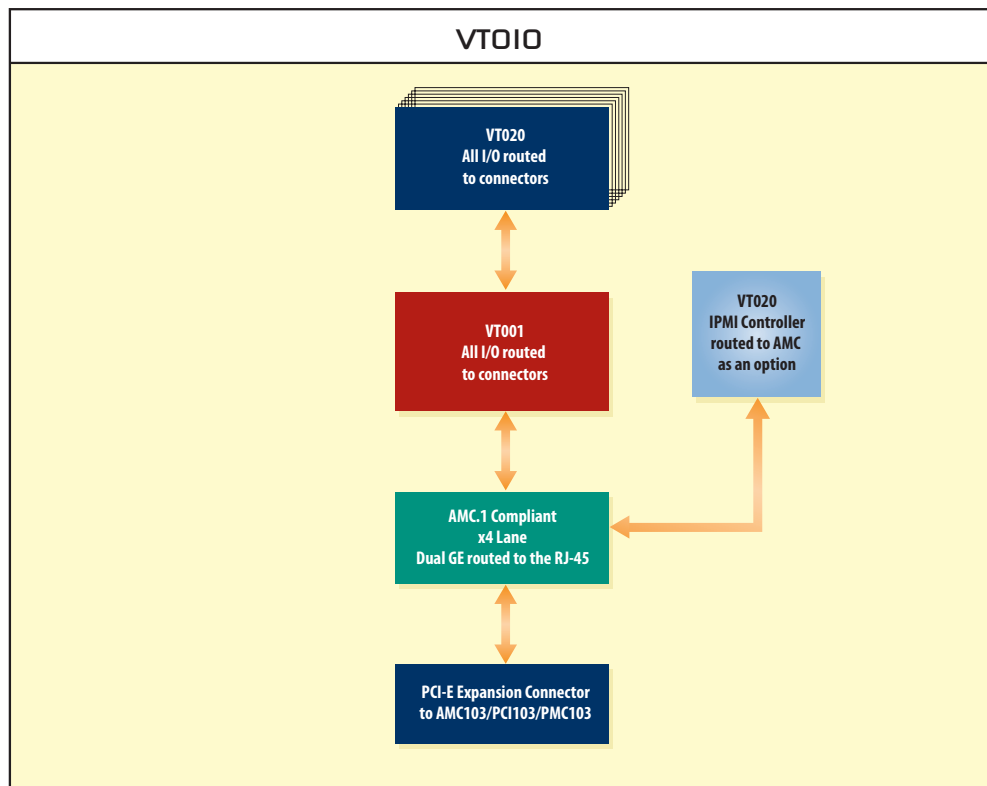 VT010
VT020
All I/O routed
to connectors
VT001
All I/O routed
to connectors
VT020
IPMI Controller
routed to AMC
as an option
AMC.1 Compliant
x4 Lane
Dual GE routed to the RJ-45
PCI-E Expansion Connector
to AMC103/PCI103/PMC103